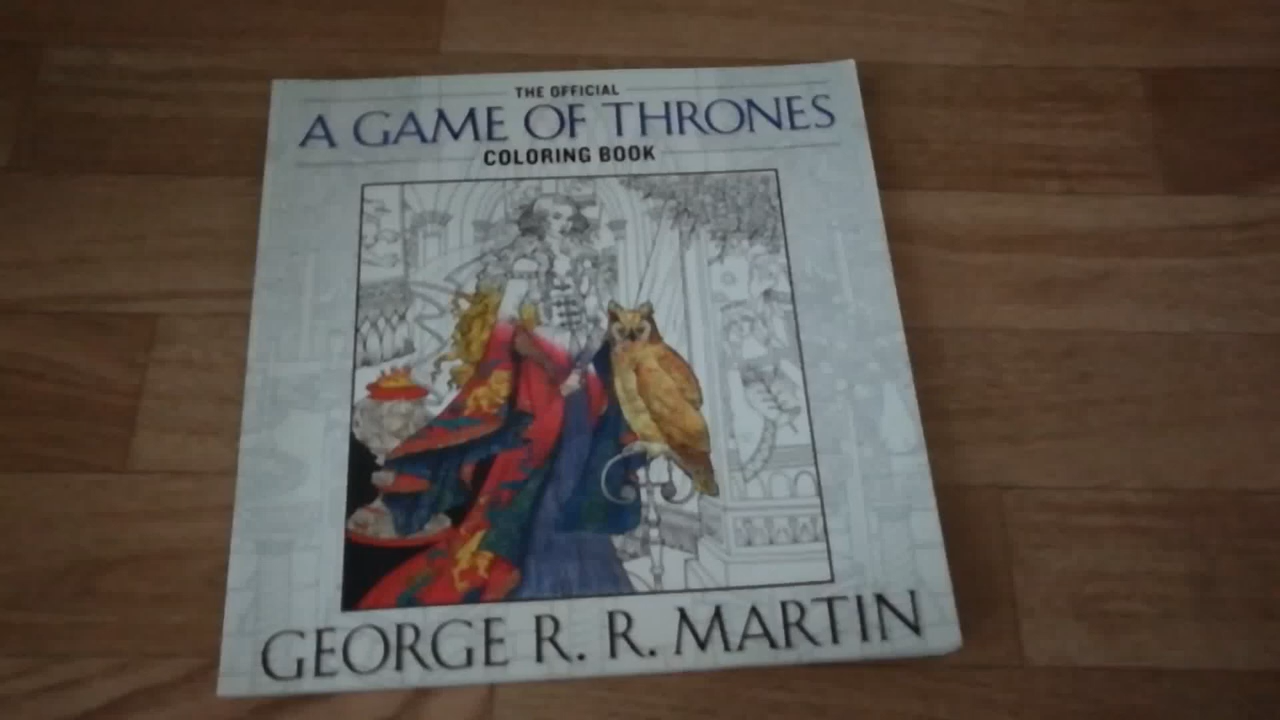 THE OFFICIAL
A GAME OF THRONES
COLORING BOOK
GEORGE R. R. MARTIN